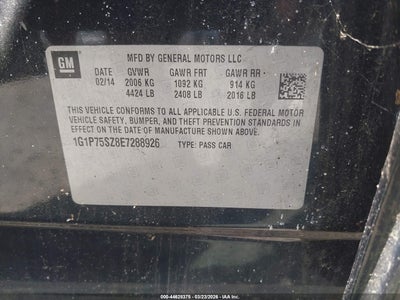 GM
MFD BY GENERAL MOTORS LLC
DATE GVWR GAWR FRT GAWR RR
02/14 2006 KG 1092 KG 914 KG
4424 LB 2408 LB 2016 LB
THIS VEHICLE CONFORMS TO ALL APPLICABLE U.S. FEDERAL MOTOR
VEHICLE SAFETY, BUMPER, AND THEFT PREVENTION STANDARDS IN
EFFECT ON THE DATE OF MANUFACTURE SHOWN ABOVE.
1G1P75SZ8E7288926 TYPE: PASS CAR
000-44629375 - 03/23/2026 - IAA, Inc.